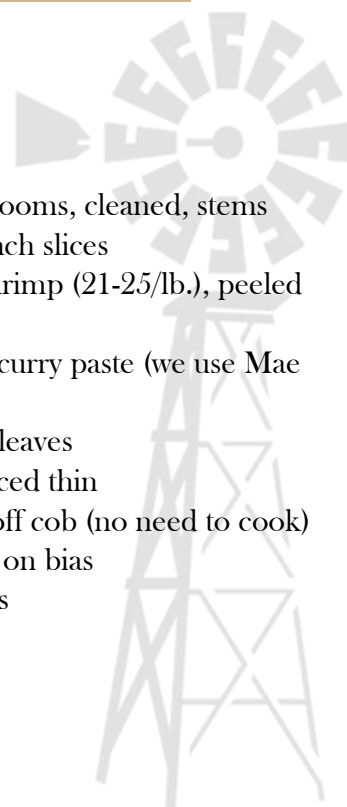 ooms, cleaned, stems
nch slices
rimp (21-25/lb.), peeled
curry paste (we use Mae
leaves
ced thin
off cob (no need to cook)
on bias
s